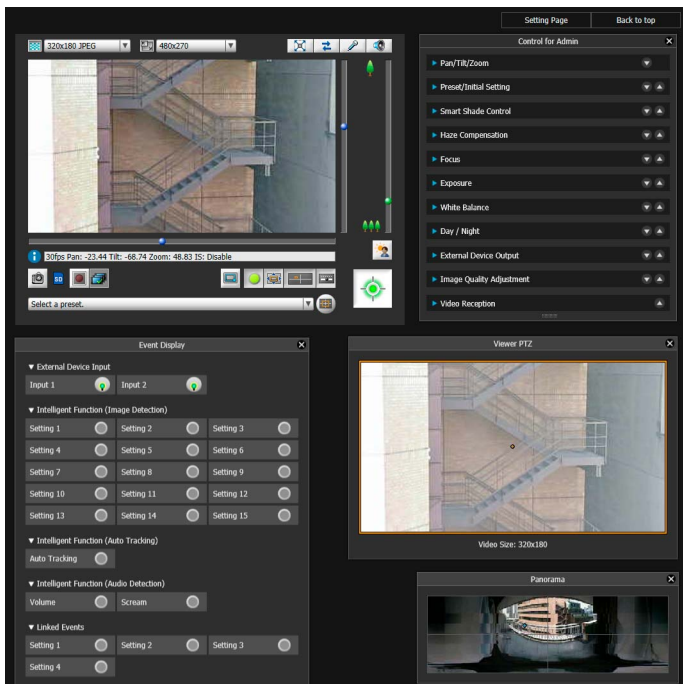 Setting Page
Back to top
320x180 JPEG
480x270
30fps Pan: -23.44 Tilt: -68.74 Zoom: 48.83 IS: Disable
SD
Select a preset.
Control for Admin
Pan/Tilt/Zoom
Preset/Initial Setting
Smart Shade Control
Haze Compensation
Focus
Exposure
White Balance
Day / Night
External Device Output
Image Quality Adjustment
Video Reception
Event Display
External Device Input
Input 1 Input 2
Intelligent Function (Image Detection)
Setting 1 Setting 2 Setting 3
Setting 4 Setting 5 Setting 6
Setting 7 Setting 8 Setting 9
Setting 10 Setting 11 Setting 12
Setting 13 Setting 14 Setting 15
Intelligent Function (Auto Tracking)
Auto Tracking
Intelligent Function (Audio Detection)
Volume Scream
Linked Events
Setting 1 Setting 2 Setting 3
Setting 4
Viewer PTZ
Video Size: 320x180
Panorama